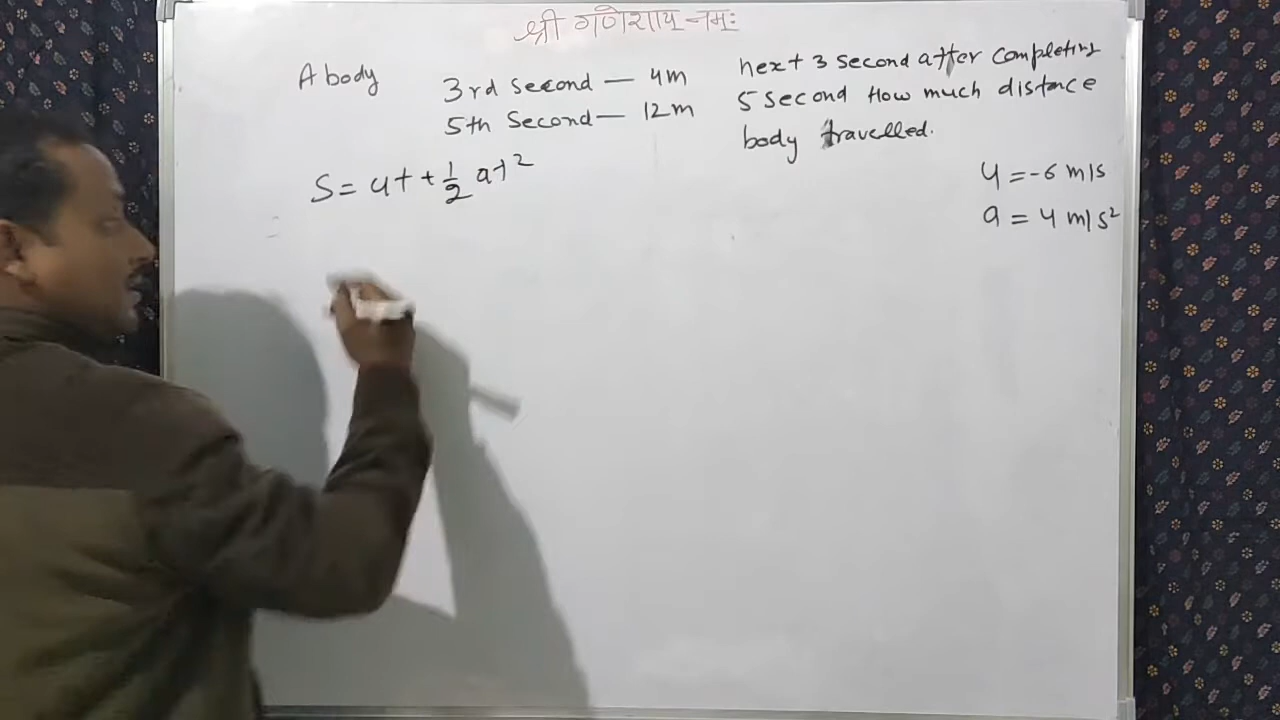 श्री गणेशाय नमः
A body
3rd second — 4m
5th Second — 12m
next 3 second after completing
5 second How much distance
body travelled.
S = ut + 1/2 at²
u = -6 m/s
a = 4 m/s²